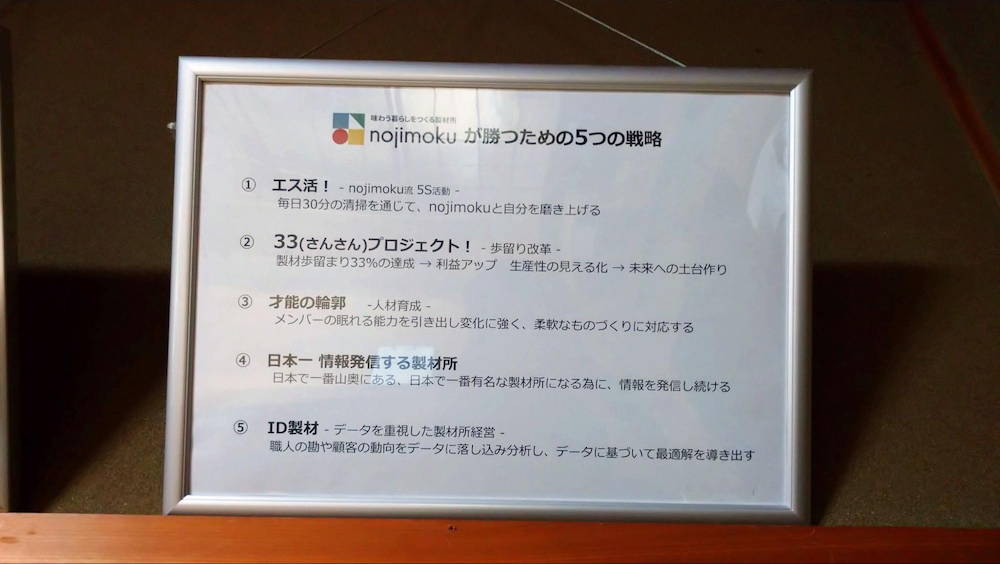 味わう暮らしをつくる製材所
nojimoku が勝つための5つの戦略
① エス活! - nojimoku流 5S活動 -
毎日30分の清掃を通じて、nojimokuと自分を磨き上げる
② 33(さんさん)プロジェクト! - 歩留り改革 -
製材歩留まり33%の達成 → 利益アップ 生産性の見える化 → 未来への土台作り
③ 才能の輪郭 -人材育成 -
メンバーの眠れる能力を引き出し変化に強く、柔軟なものづくりに対応する
④ 日本一 情報発信する製材所
日本で一番山奥にある、日本で一番有名な製材所になる為に、情報を発信し続ける
⑤ ID製材 - データを重視した製材所経営 -
職人の勘や顧客の動向をデータに落し込み分析し、データに基づいて最適解を導き出す